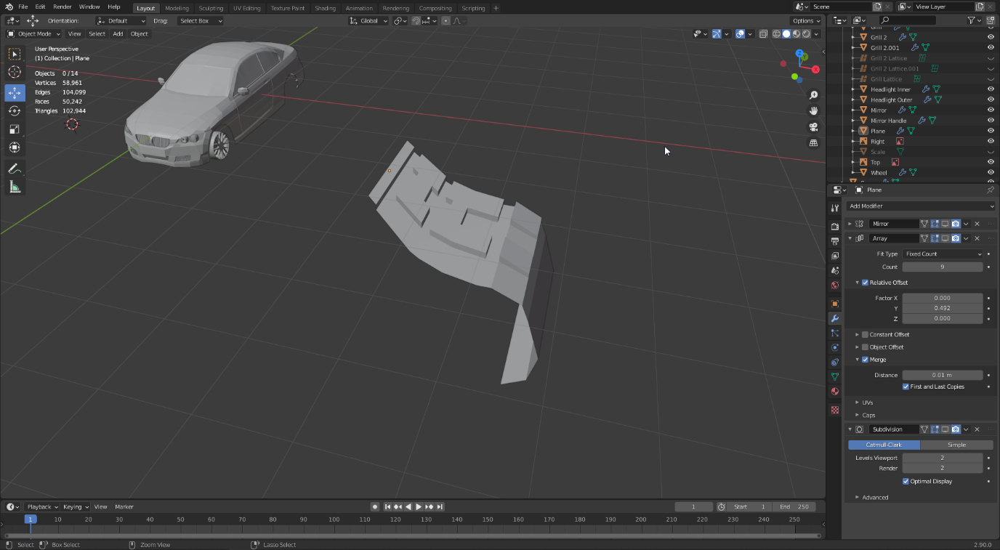 File Edit Render Window Help Layout Modeling Sculpting UV Editing Texture Paint Shading Animation Rendering Compositing Scripting + Scene View Layer
Orientation: Default Drag: Select Box Global Options
Object Mode View Select Add Object
User Perspective
(1) Collection | Plane
Objects 0/14
Vertices 58,961
Edges 104,099
Faces 50,242
Triangles 102,944
Z
Y
X
Grill
Grill 2
Grill 2.001
Grill 2 Lattice
Grill 2 Lattice.001
Grill Lattice
Headlight Inner
Headlight Outer
Mirror
Mirror Handle
Plane
Right
Scale
Top
Wheel
Plane
Add Modifier
Mirror
Array
Fit Type Fixed Count
Count 9
Relative Offset
Factor X 0.000
Y 0.492
Z 0.000
Constant Offset
Object Offset
Merge
Distance 0.01 m
First and Last Copies
UVs
Caps
Subdivision
Catmull-Clark Simple
Levels Viewport 2
Render 2
Optimal Display
Advanced
Playback Keying View Marker 1 Start 1 End 250
1 10 20 30 40 50 60 70 80 90 100 110 120 130 140 150 160 170 180 190 200 210 220 230 240 250
Select Box Select Zoom View Lasso Select 2.90.0